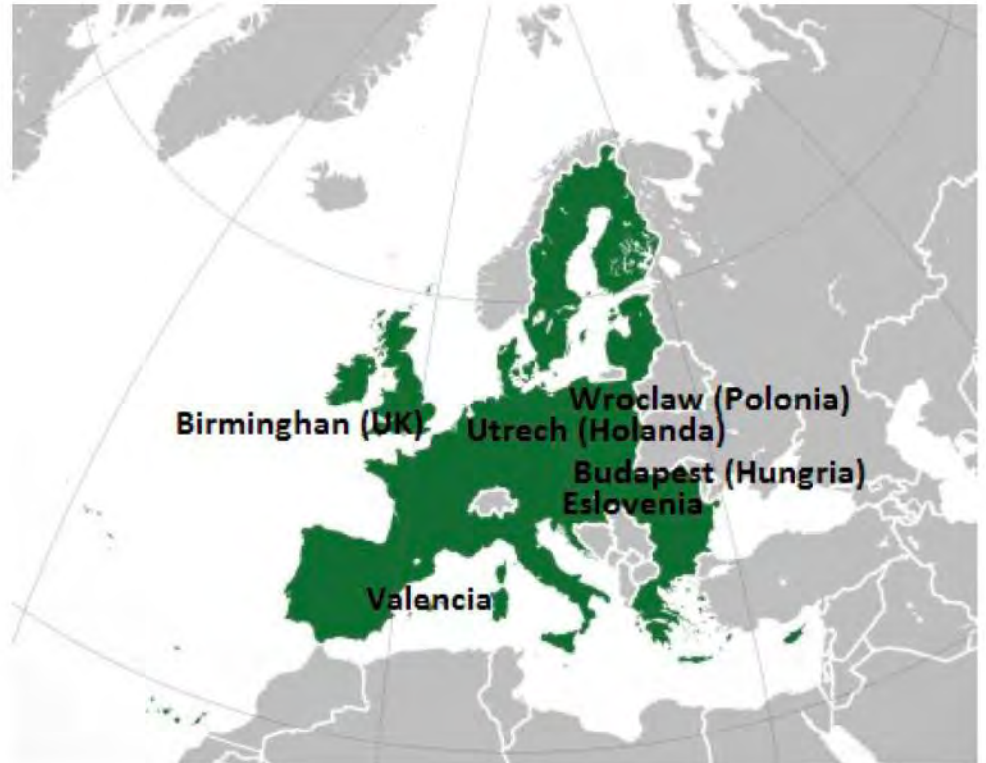 Wroclaw (Polonia)
Birminghan (UK)
Utrech (Holanda)
Budapest (Hungria)
Eslovenia
Valencia